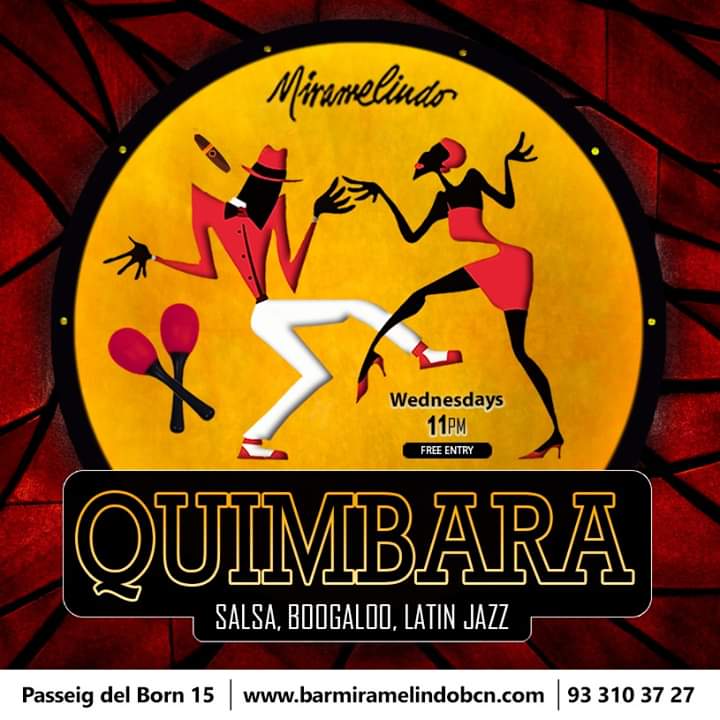 Miramelindo
Wednesdays
11PM
FREE ENTRY
QUIMBARA
SALSA, BOOGALOO, LATIN JAZZ
Passeig del Born 15 | www.barmiramelindobcn.com | 93 310 37 27